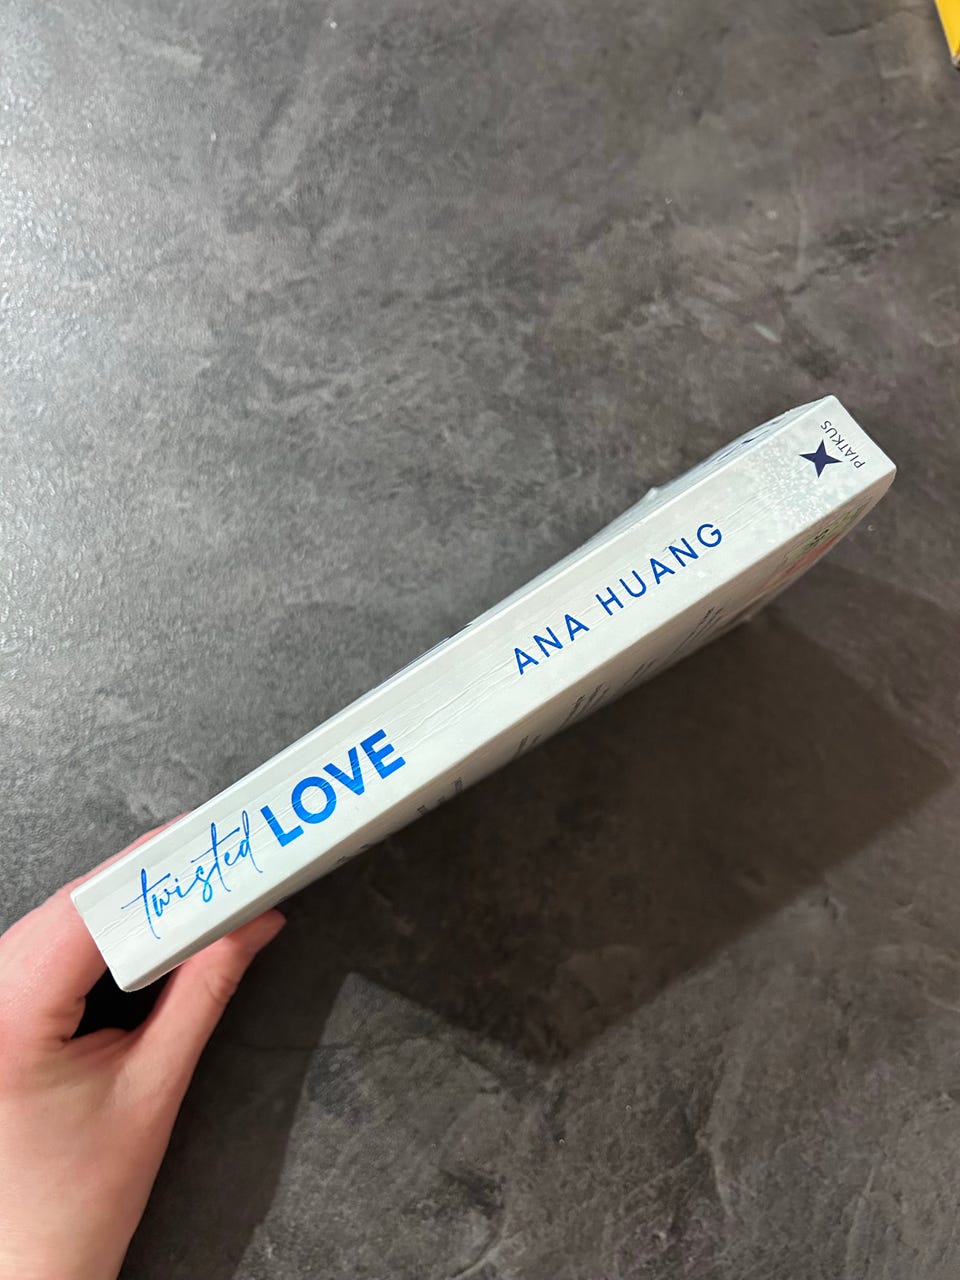 twisted LOVE
ANA HUANG
PIATKUS